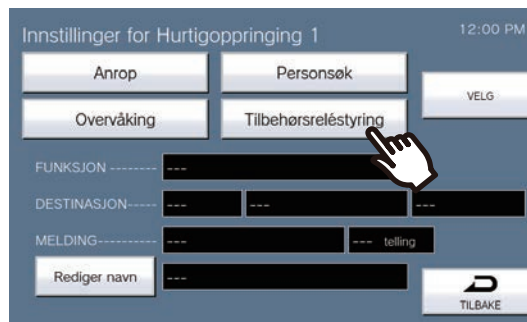 Innstillinger for Hurtigoppringing 1
12:00 PM
Anrop
Personsøk
VELG
Overvåking
Tilbehørsreléstyring
FUNKSJON -------- ---
DESTINASJON----- --- --- ---
MELDING---------- --- --- telling
Rediger navn ---
TILBAKE